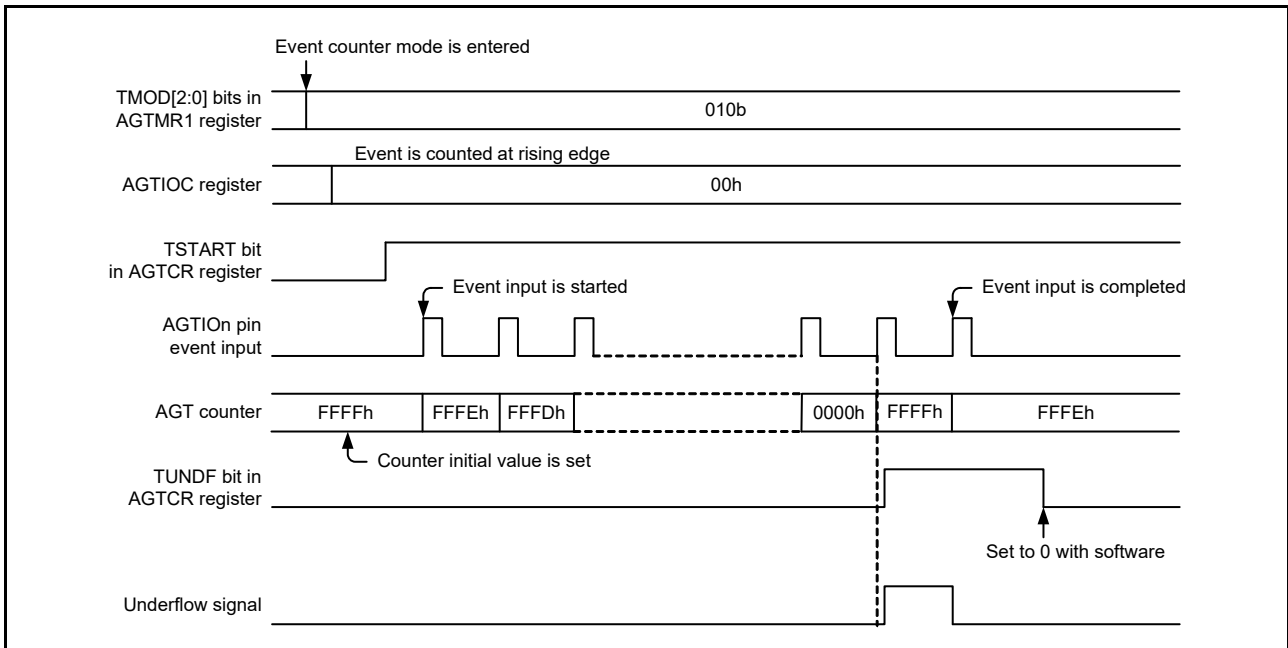 Event counter mode is entered
TMOD[2:0] bits in
AGTMR1 register
010b
Event is counted at rising edge
AGTIOC register
00h
TSTART bit
in AGTCR register
Event input is started
Event input is completed
AGTIOn pin
event input
AGT counter
FFFFh
FFFEh
FFFDh
0000h
FFFFh
FFFEh
Counter initial value is set
TUNDF bit in
AGTCR register
Set to 0 with software
Underflow signal